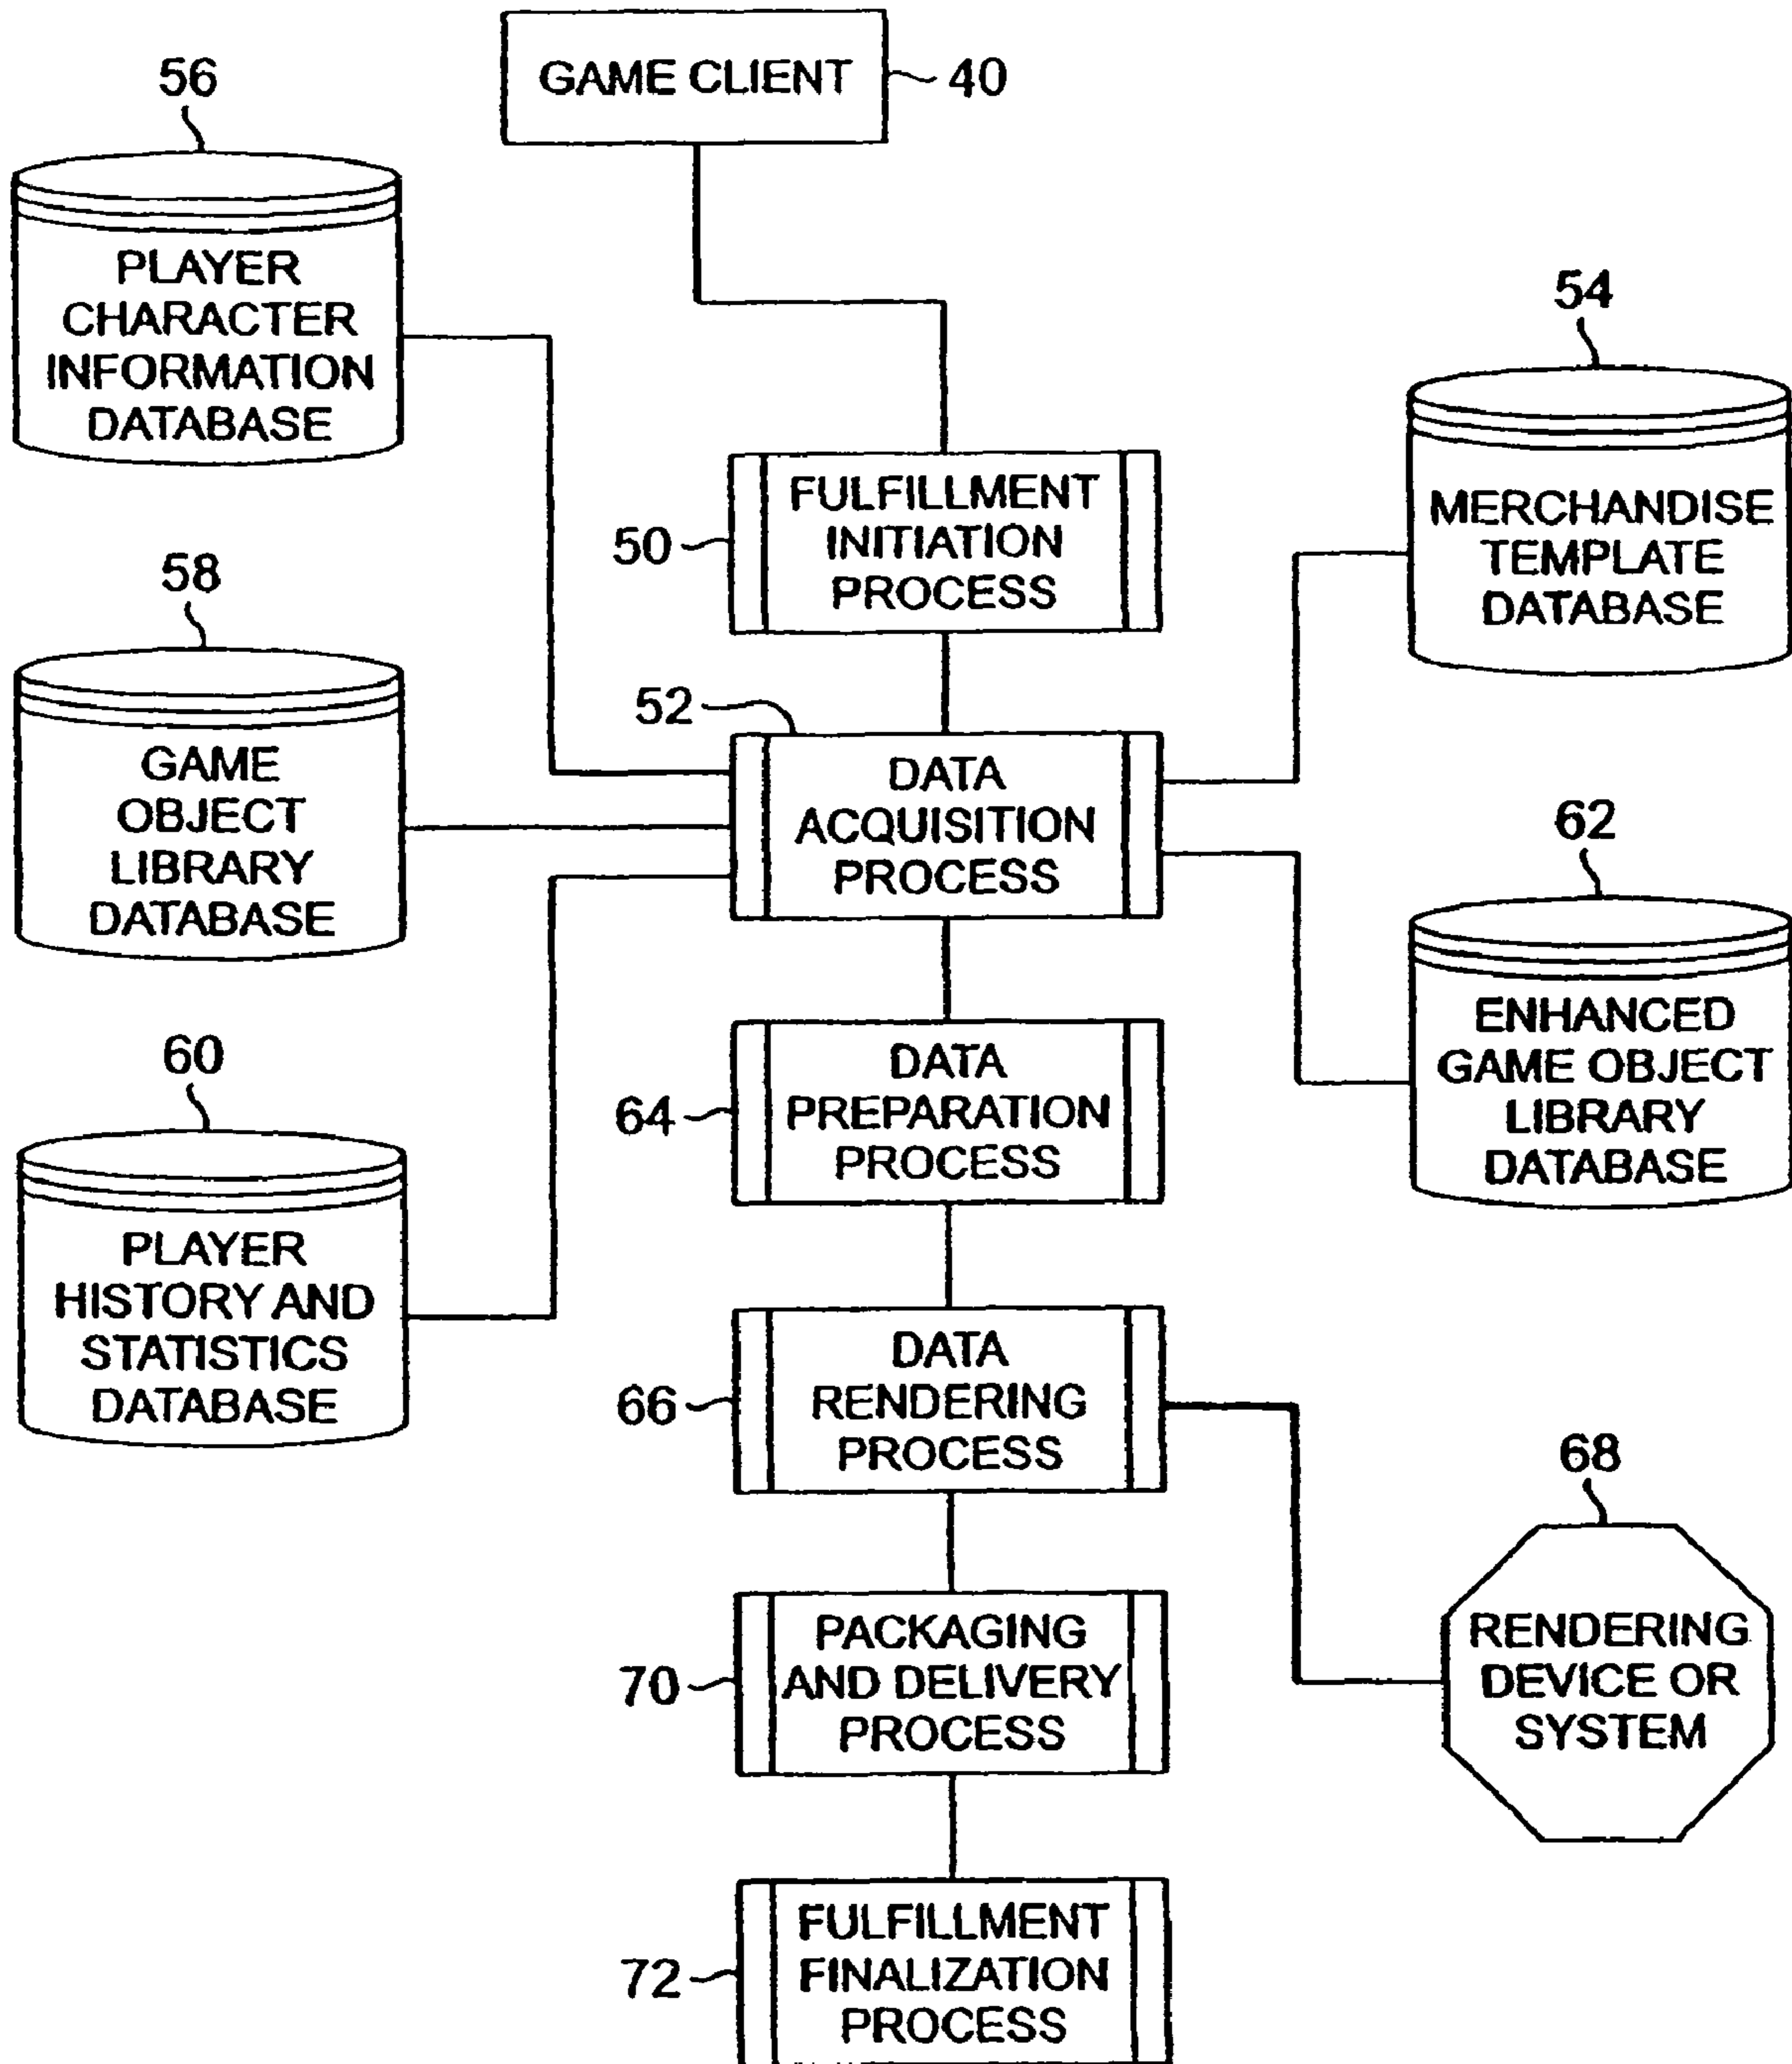 GAME CLIENT
40
56
PLAYER
CHARACTER
INFORMATION
DATABASE
54
MERCHANDISE
TEMPLATE
DATABASE
50
FULFILLMENT
INITIATION
PROCESS
58
GAME
OBJECT
LIBRARY
DATABASE
52
DATA
ACQUISITION
PROCESS
62
ENHANCED
GAME OBJECT
LIBRARY
DATABASE
60
PLAYER
HISTORY AND
STATISTICS
DATABASE
64
DATA
PREPARATION
PROCESS
66
DATA
RENDERING
PROCESS
68
RENDERING
DEVICE OR
SYSTEM
70
PACKAGING
AND DELIVERY
PROCESS
72
FULFILLMENT
FINALIZATION
PROCESS